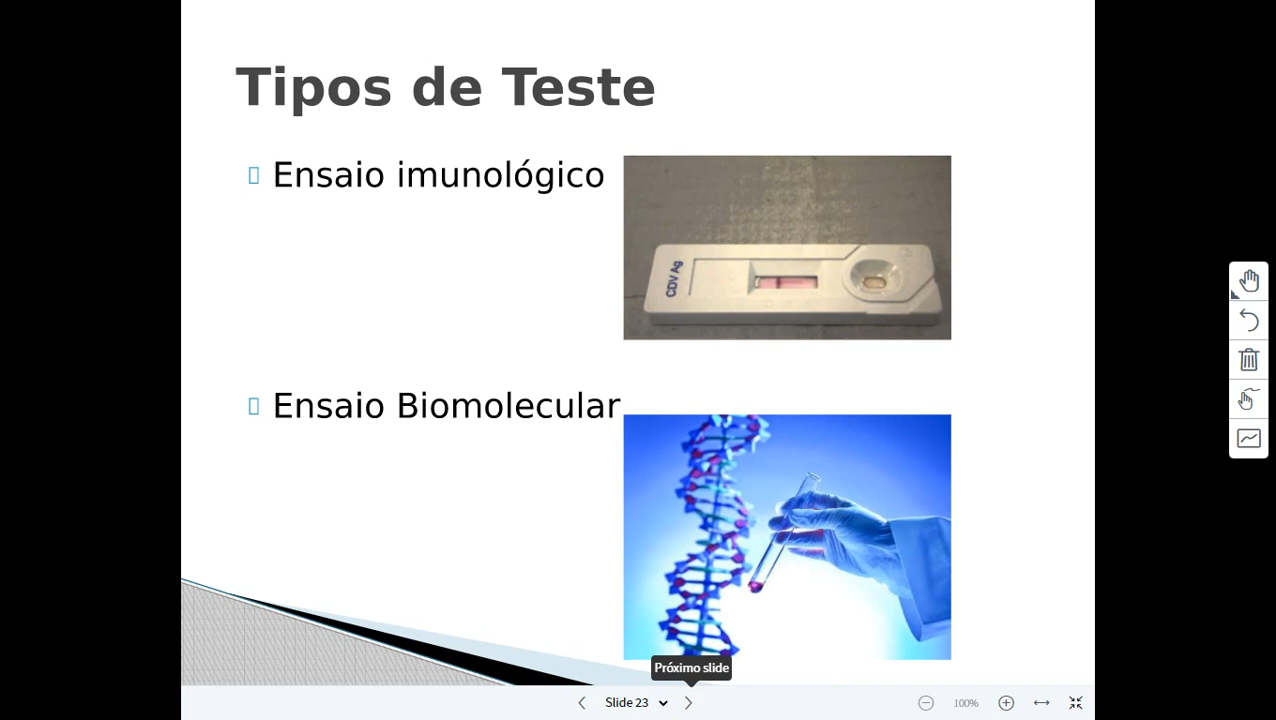 Tipos de Teste
Ensaio imunológico
CDV Ag
Ensaio Biomolecular
Próximo slide
Slide 23
100%